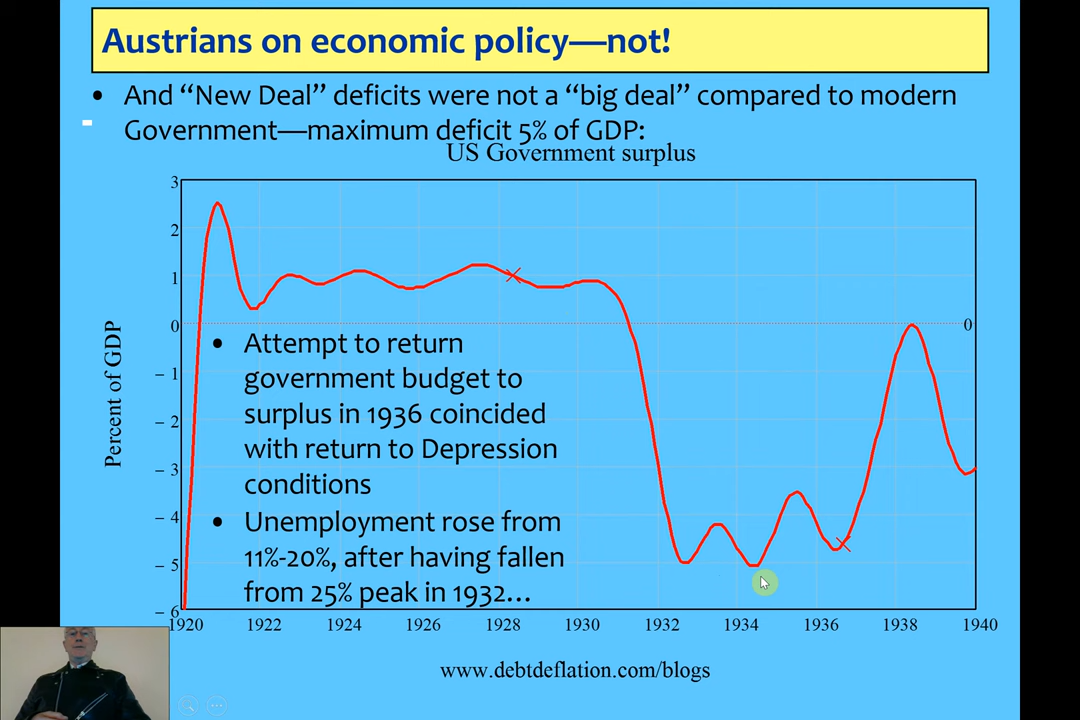 Austrians on economic policy—not!
• And “New Deal” deficits were not a “big deal” compared to modern
Government—maximum deficit 5% of GDP:
US Government surplus
Percent of GDP
3
2
1
0
0
– 1
– 2
– 3
– 4
– 5
– 6
• Attempt to return
government budget to
surplus in 1936 coincided
with return to Depression
conditions
• Unemployment rose from
11%-20%, after having fallen
from 25% peak in 1932…
1920 1922 1924 1926 1928 1930 1932 1934 1936 1938 1940
www.debtdeflation.com/blogs